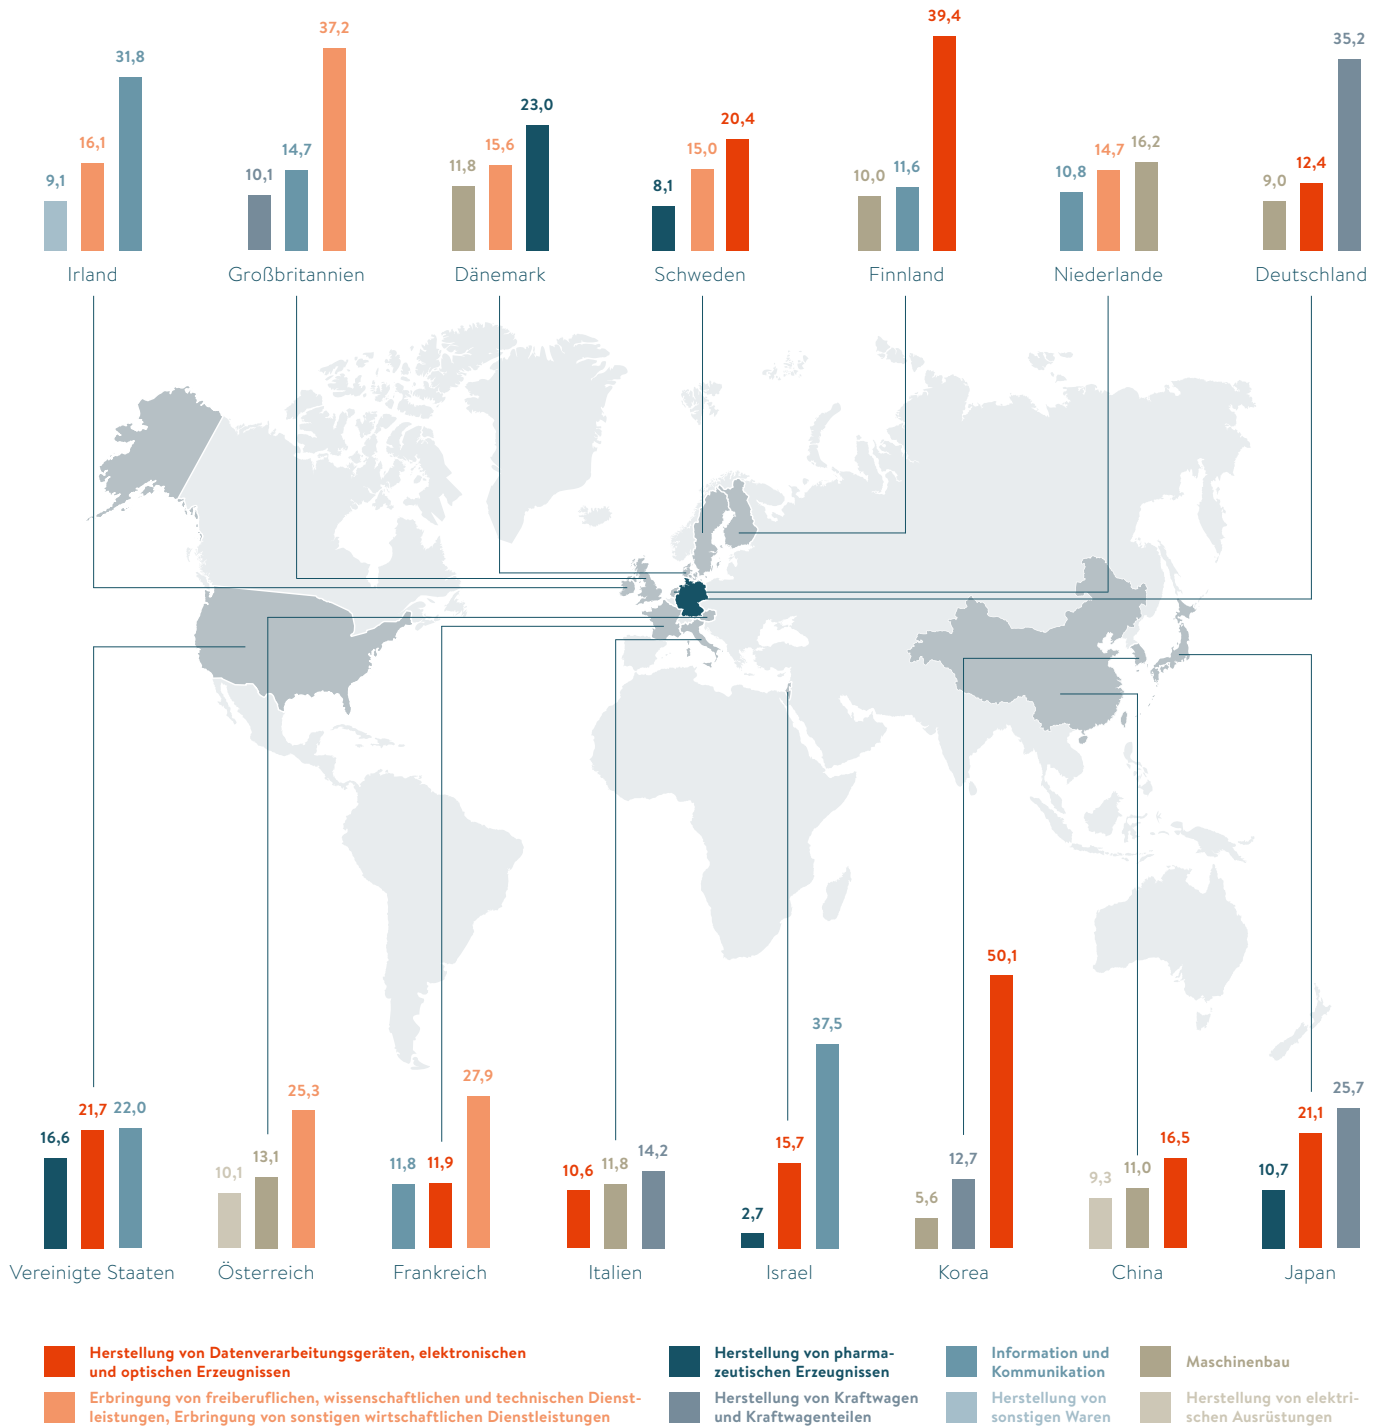 9,1
16,1
31,8
Irland
10,1
14,7
37,2
Großbritannien
11,8
15,6
23,0
Dänemark
8,1
15,0
20,4
Schweden
10,0
11,6
39,4
Finnland
10,8
14,7
16,2
Niederlande
9,0
12,4
35,2
Deutschland
16,6
21,7
22,0
Vereinigte Staaten
10,1
13,1
25,3
Österreich
11,8
11,9
27,9
Frankreich
10,6
11,8
14,2
Italien
2,7
15,7
37,5
Israel
5,6
12,7
50,1
Korea
9,3
11,0
16,5
China
10,7
21,1
25,7
Japan
Herstellung von Datenverarbeitungsgeräten, elektronischen
und optischen Erzeugnissen
Erbringung von freiberuflichen, wissenschaftlichen und technischen Dienst-
leistungen, Erbringung von sonstigen wirtschaftlichen Dienstleistungen
Herstellung von pharma-
zeutischen Erzeugnissen
Herstellung von Kraftwagen
und Kraftwagenteilen
Information und
Kommunikation
Herstellung von
sonstigen Waren
Maschinenbau
Herstellung von elektri-
schen Ausrüstungen